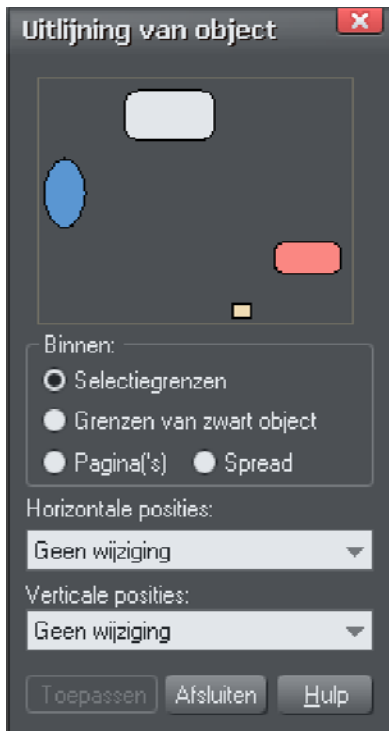 Uitlijning van object
Binnen:
Selectiegrenzen
Grenzen van zwart object
Pagina('s) Spread
Horizontale posities:
Geen wijziging
Verticale posities:
Geen wijziging
Toepassen Afsluiten Hulp